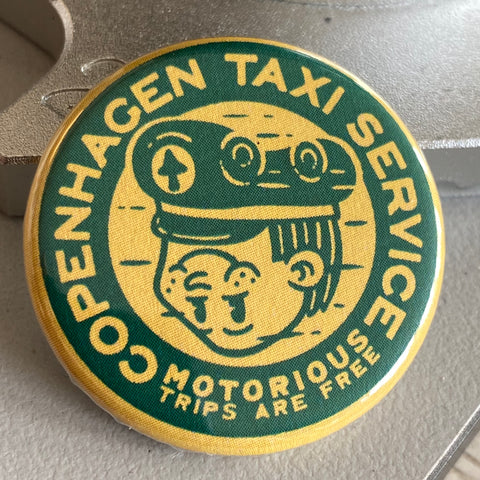 COPENHAGEN TAXI SERVICE
MOTORIOUS
TRIPS ARE FREE